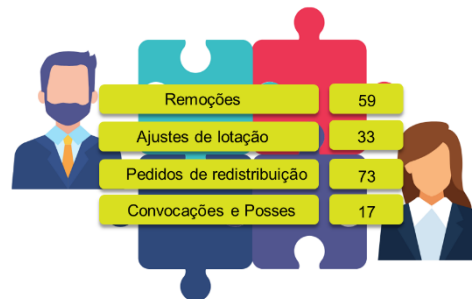 Remoções 59
Ajustes de lotação 33
Pedidos de redistribuição 73
Convocações e Posses 17